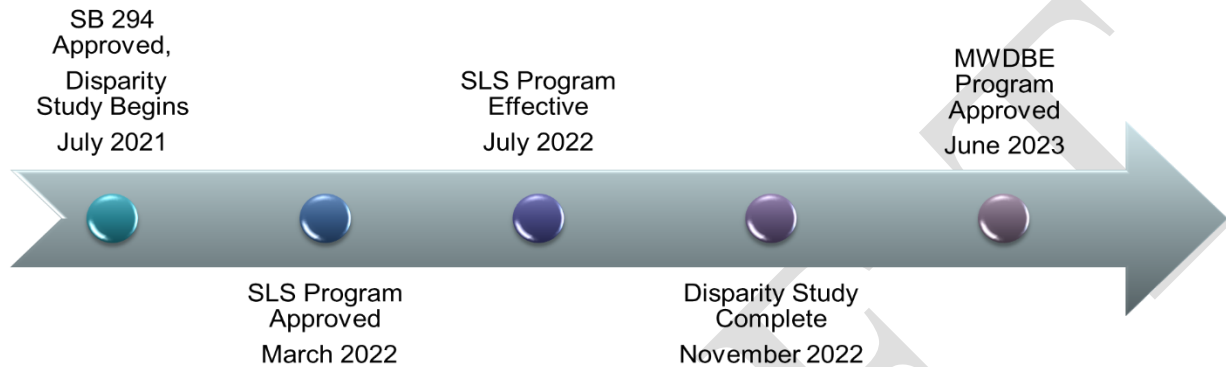 SB 294
Approved,
Disparity
Study Begins
July 2021
SLS Program
Approved
March 2022
SLS Program
Effective
July 2022
Disparity Study
Complete
November 2022
MWDBE
Program
Approved
June 2023